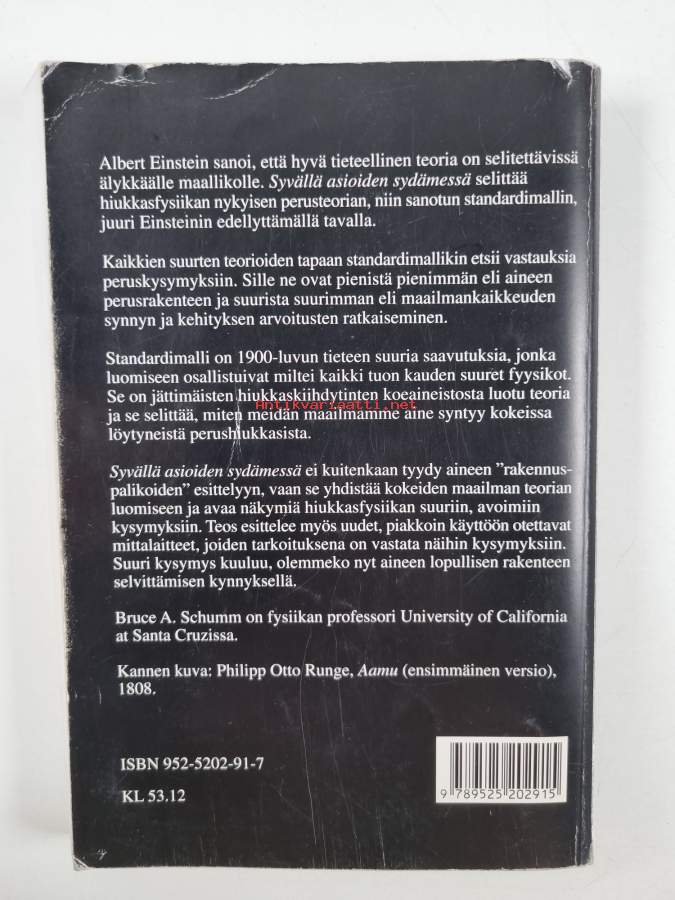 Albert Einstein sanoi, että hyvä tieteellinen teoria on selitettävissä
älykkäälle maallikolle. Syvällä asioiden sydämessä selittää
hiukkasfysiikan nykyisen perusteorian, niin sanotun standardimallin,
juuri Einsteinin edellyttämällä tavalla.
Kaikkien suurten teorioiden tapaan standardimallikin etsii vastauksia
peruskysymyksiin. Sille ne ovat pienistä pienimmän eli aineen
perusrakenteen ja suurista suurimman eli maailmankaikkeuden
synnyn ja kehityksen arvoitusten ratkaiseminen.
Standardimalli on 1900-luvun tieteen suuria saavutuksia, jonka
luomiseen osallistuivat miltei kaikki tuon kauden suuret fyysikot.
Se on jättimäisten hiukkaskiihdytinten koeaineistosta luotu teoria
Antikvariaatti.net
ja se selittää, miten meidän maailmamme aine syntyy kokeissa
löytyneistä perushiukkasista.
Syvällä asioiden sydämessä ei kuitenkaan tyydy aineen ”rakennus-
palikoiden” esittelyyn, vaan se yhdistää kokeiden maailman teorian
luomiseen ja avaa näkymiä hiukkasfysiikan suuriin, avoimiin
kysymyksiin. Teos esittelee myös uudet, piakkoin käyttöön otettavat
mittalaitteet, joiden tarkoituksena on vastata näihin kysymyksiin.
Suuri kysymys kuuluu, olemmeko nyt aineen lopullisen rakenteen
selvittämisen kynnyksellä.
Bruce A. Schumm on fysiikan professori University of California
at Santa Cruzissa.
Kannen kuva: Philipp Otto Runge, Aamu (ensimmäinen versio),
1808.
ISBN 952-5202-91-7
KL 53.12
9 789525 202915